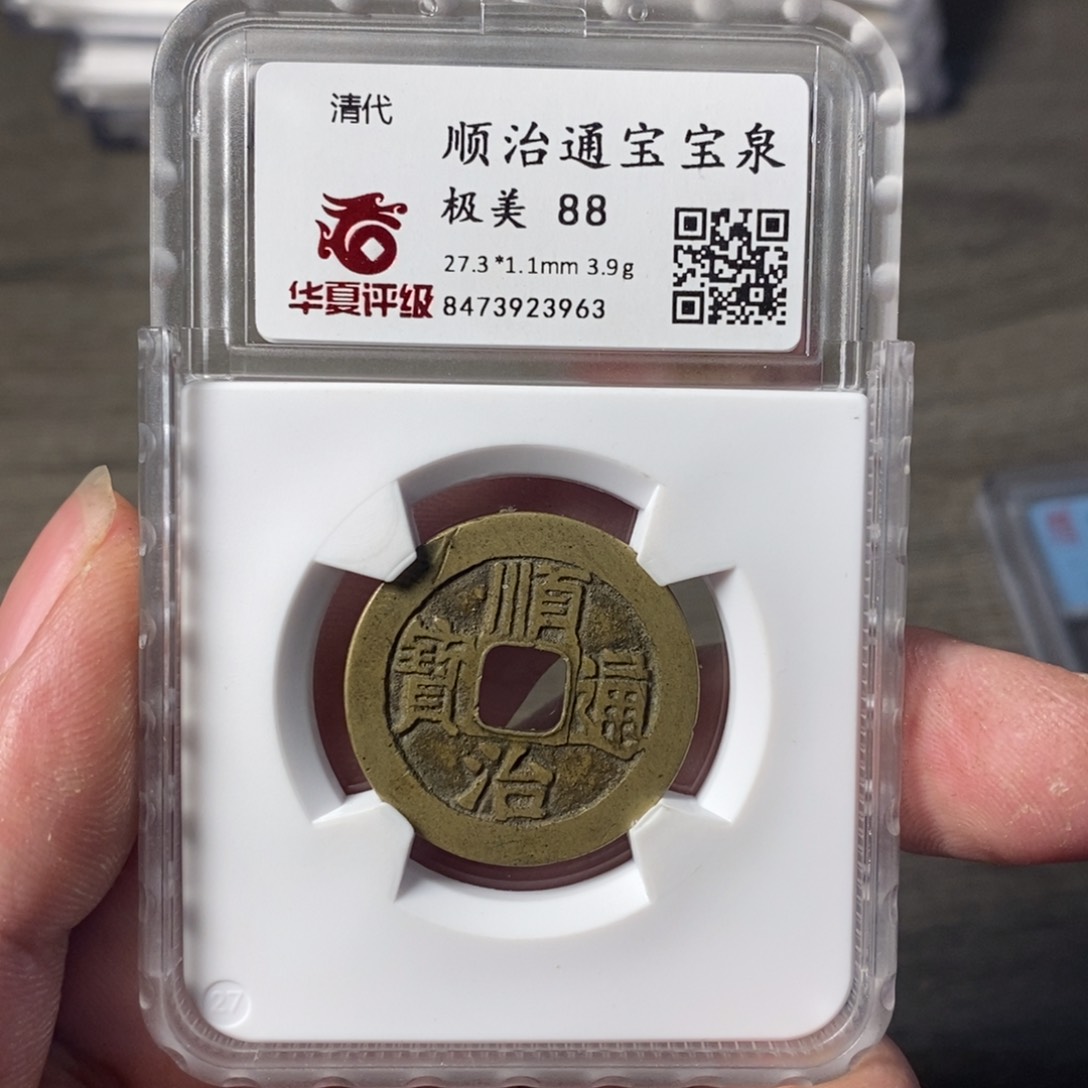 清代
顺治通宝宝泉
极美 88
27.3*1.1mm 3.9g
华夏评级
8473923963
順治通寶
27